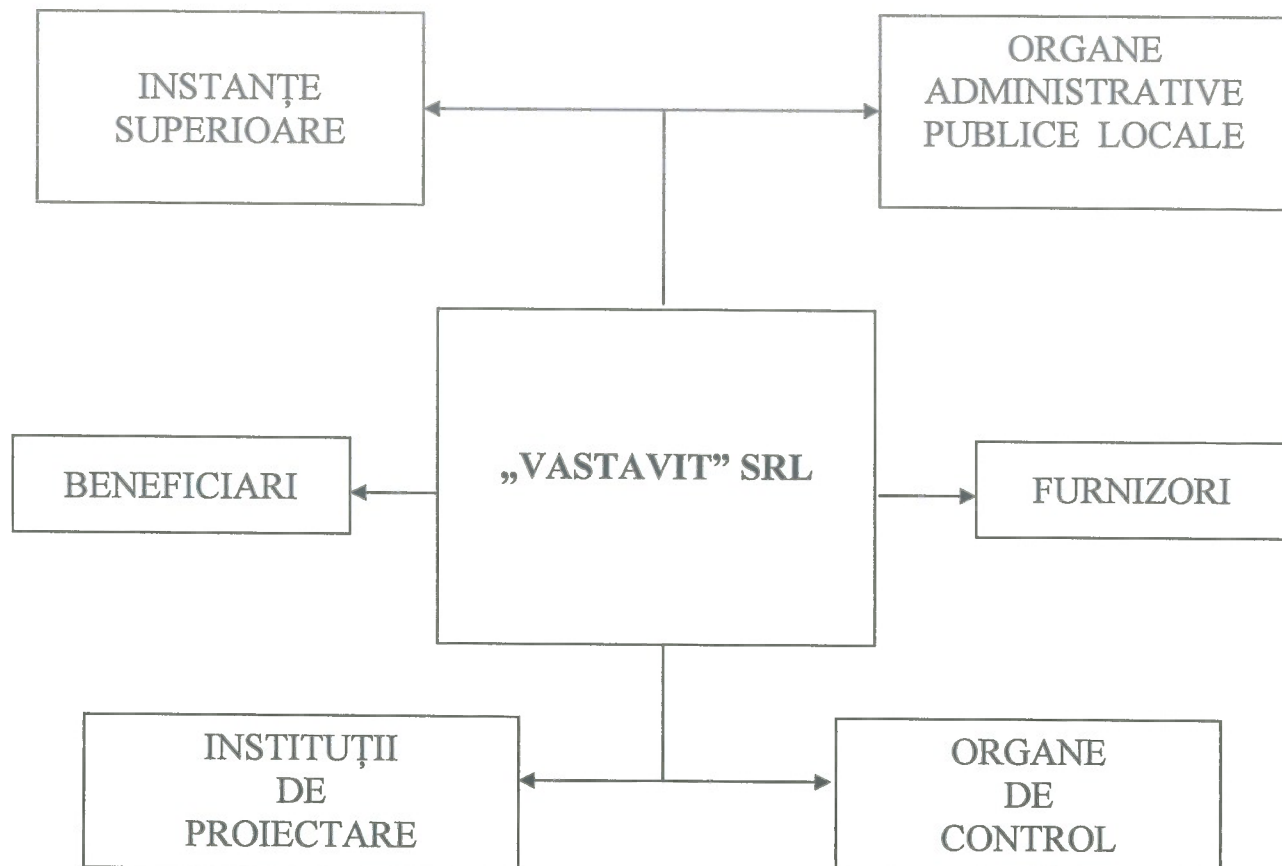 INSTANȚE
SUPERIOARE
ORGANE
ADMINISTRATIVE
PUBLICE LOCALE
BENEFICIARI
„VASTAVIT” SRL
FURNIZORI
INSTITUȚII
DE
PROIECTARE
ORGANE
DE
CONTROL